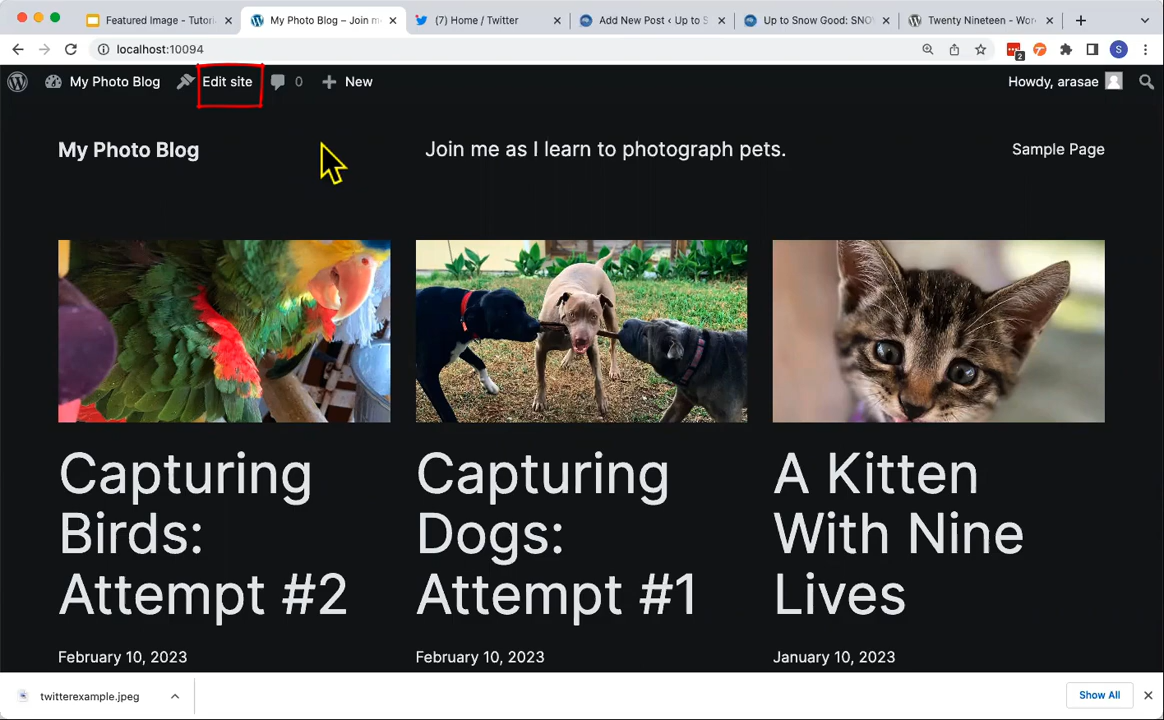 Featured Image - Tutori
My Photo Blog – Join m
(7) Home / Twitter
Add New Post ‹ Up to S
Up to Snow Good: SNO
Twenty Nineteen - Wor
localhost:10094
2
S
My Photo Blog
Edit site
0
New
Howdy, arasae
My Photo Blog
Join me as I learn to photograph pets.
Sample Page
Capturing
Birds:
Attempt #2
February 10, 2023
Capturing
Dogs:
Attempt #1
February 10, 2023
A Kitten
With Nine
Lives
January 10, 2023
twitterexample.jpeg
Show All